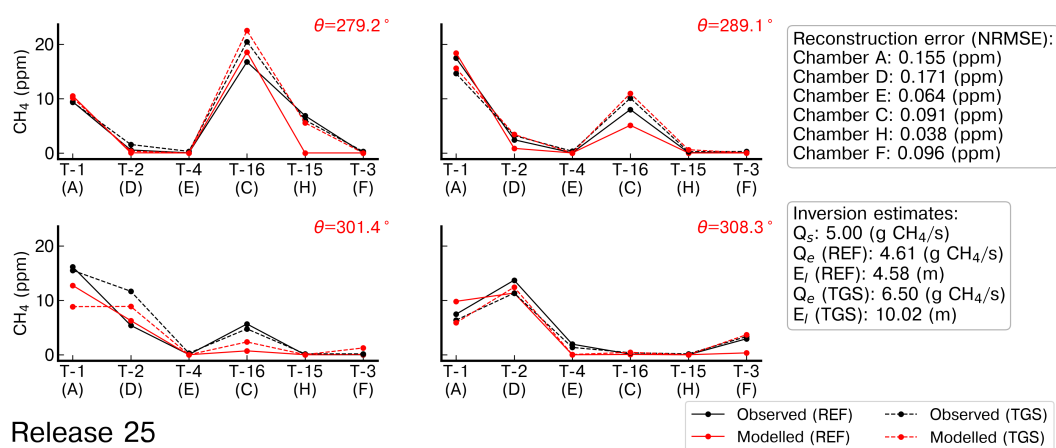 θ=279.2°
θ=289.1°
CH₄ (ppm)
20
10
0
T-1 T-2 T-4 T-16 T-15 T-3
(A) (D) (E) (C) (H) (F)
T-1 T-2 T-4 T-16 T-15 T-3
(A) (D) (E) (C) (H) (F)
Reconstruction error (NRMSE):
Chamber A: 0.155 (ppm)
Chamber D: 0.171 (ppm)
Chamber E: 0.064 (ppm)
Chamber C: 0.091 (ppm)
Chamber H: 0.038 (ppm)
Chamber F: 0.096 (ppm)
θ=301.4°
θ=308.3°
CH₄ (ppm)
20
10
0
T-1 T-2 T-4 T-16 T-15 T-3
(A) (D) (E) (C) (H) (F)
T-1 T-2 T-4 T-16 T-15 T-3
(A) (D) (E) (C) (H) (F)
Inversion estimates:
Qₛ: 5.00 (g CH₄/s)
Qₑ (REF): 4.61 (g CH₄/s)
Eₗ (REF): 4.58 (m)
Qₑ (TGS): 6.50 (g CH₄/s)
Eₗ (TGS): 10.02 (m)
Release 25
Observed (REF)
Modelled (REF)
Observed (TGS)
Modelled (TGS)